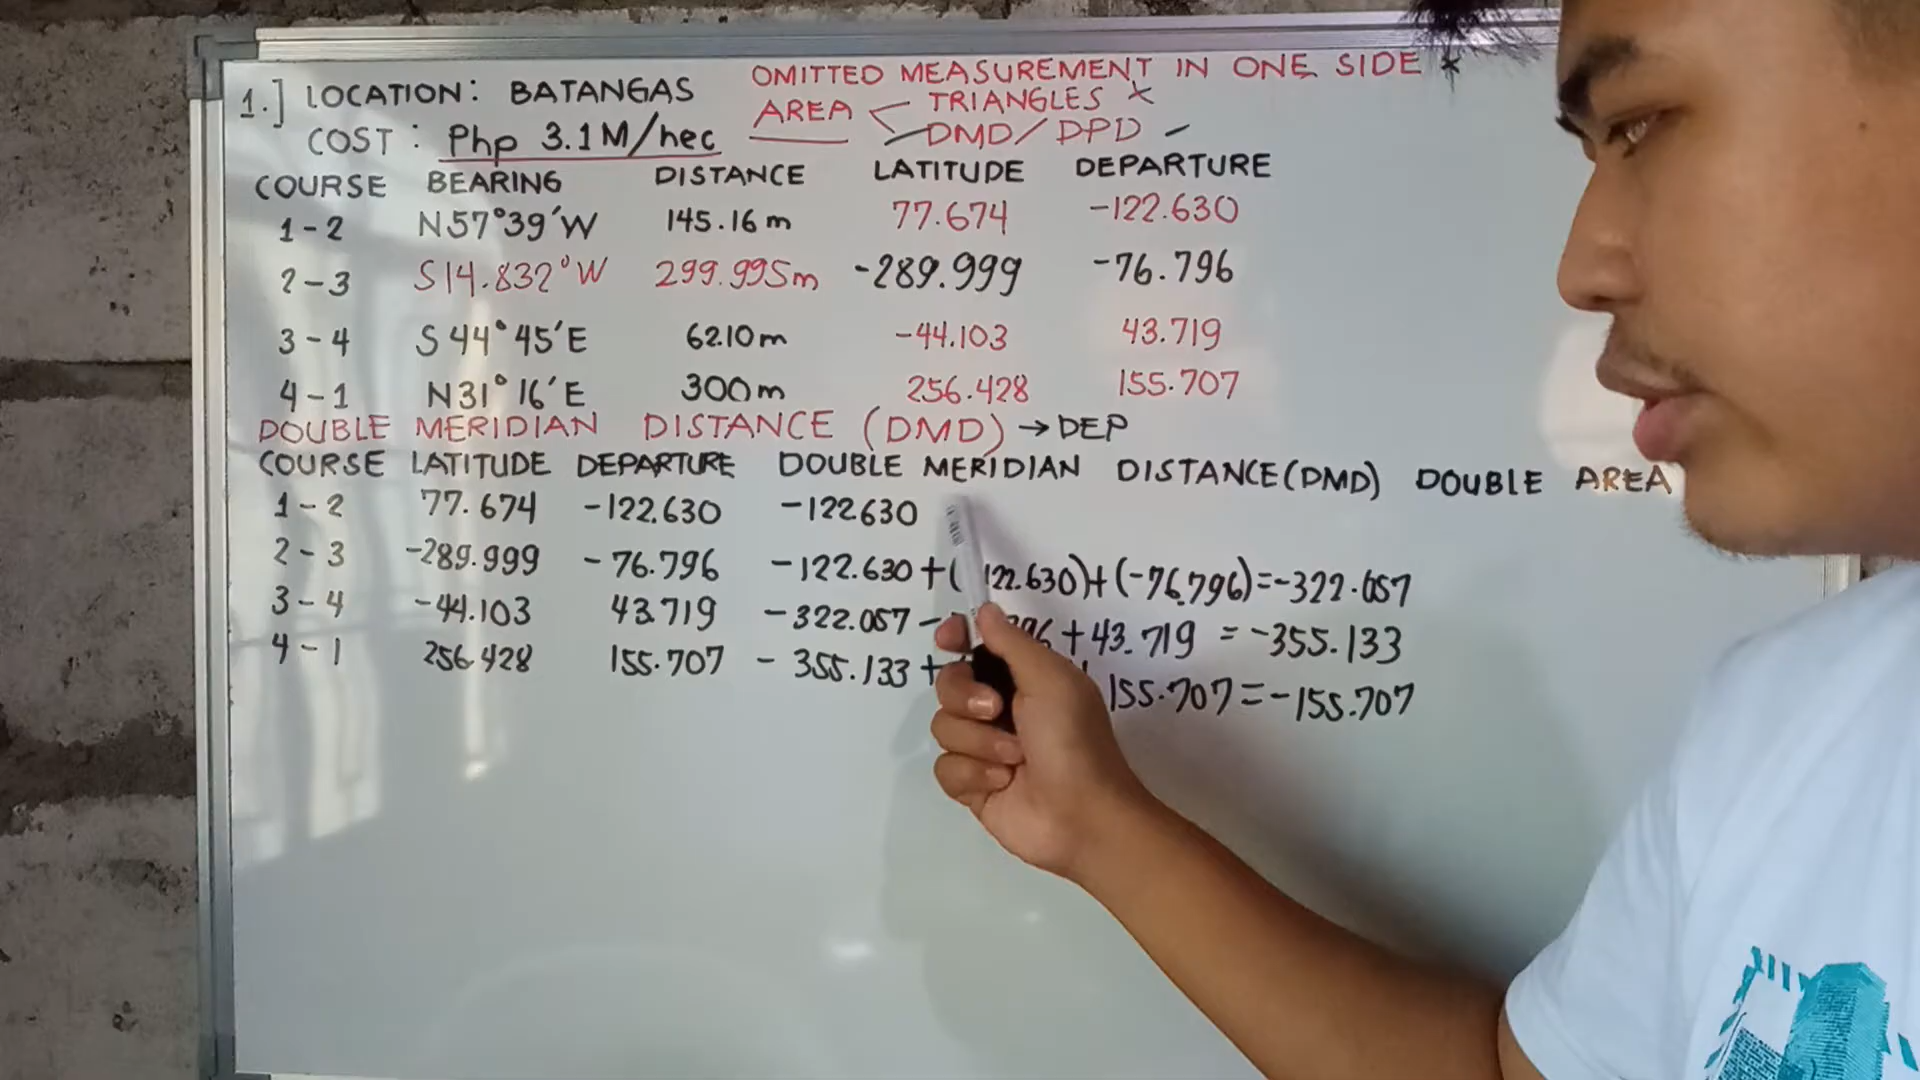 1.] LOCATION: BATANGAS
COST: Php 3.1M/hec
OMITTED MEASUREMENT IN ONE SIDE *
AREA < TRIANGLES ×
DMD/DPD
COURSE BEARING DISTANCE LATITUDE DEPARTURE
1-2 N57°39'W 145.16m 77.674 -122.630
2-3 S14.832°W 299.995m -289.999 -76.796
3-4 S44°45'E 62.10m -44.103 43.719
4-1 N31°16'E 300m 256.428 155.707
DOUBLE MERIDIAN DISTANCE (DMD) → DEP
COURSE LATITUDE DEPARTURE DOUBLE MERIDIAN DISTANCE(DMD) DOUBLE AREA
1-2 77.674 -122.630 -122630
2-3 -289.999 -76.796 -122.630+( 122.630)+(-76.796)=-322.057
3-4 -44.103 43.719 -322.057- +43.719 =-355.133
4-1 256.428 155.707 -355.133+ 155.707=-155.707